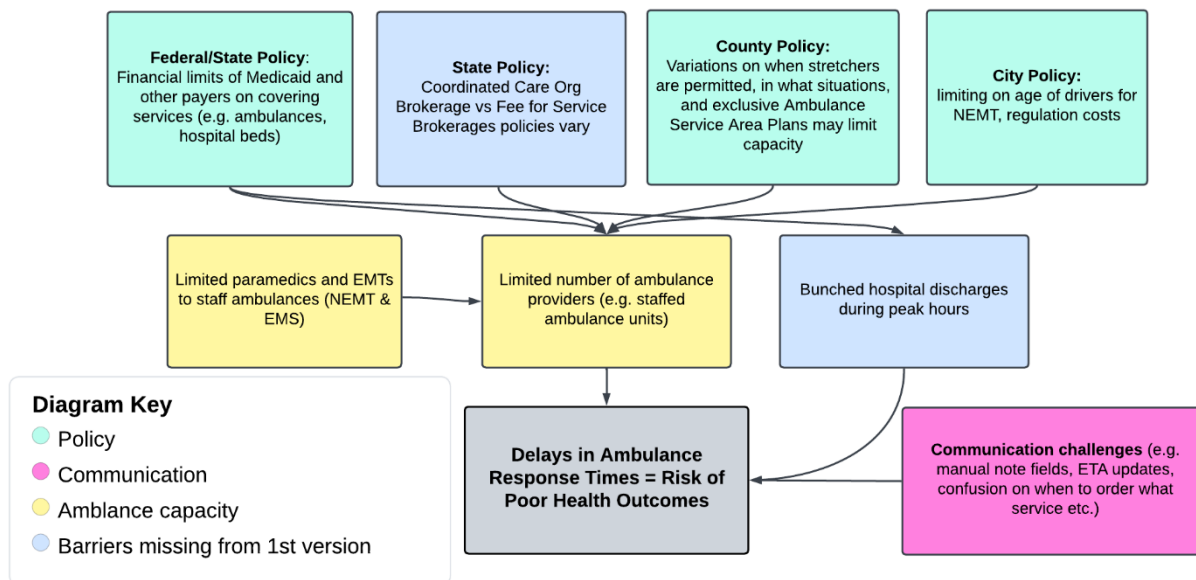 Federal/State Policy:
Financial limits of Medicaid and
other payers on covering
services (e.g. ambulances,
hospital beds)
State Policy:
Coordinated Care Org
Brokerage vs Fee for Service
Brokerages policies vary
County Policy:
Variations on when stretchers
are permitted, in what situations,
and exclusive Ambulance
Service Area Plans may limit
capacity
City Policy:
limiting on age of drivers for
NEMT, regulation costs
Limited paramedics and EMTs
to staff ambulances (NEMT &
EMS)
Limited number of ambulance
providers (e.g. staffed
ambulance units)
Bunched hospital discharges
during peak hours
Diagram Key
Policy
Communication
Amblance capacity
Barriers missing from 1st version
Delays in Ambulance
Response Times = Risk of
Poor Health Outcomes
Communication challenges (e.g.
manual note fields, ETA updates,
confusion on when to order what
service etc.)